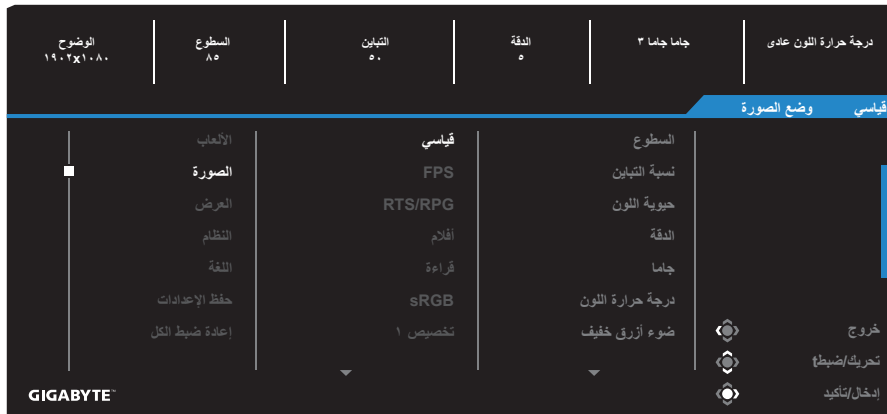 درجة حرارة اللون عادى
جاما جاما ٣
الدقة
٥
التباين
٥٠
السطوع
٨٥
الوضوح
١٩٠٢x١٠٨٠
قياسي وضع الصورة
السطوع
نسبة التباين
حيوية اللون
الدقة
جاما
درجة حرارة اللون
ضوء أزرق خفيف
قياسي
FPS
RTS/RPG
أفلام
قراءة
sRGB
تخصيص ١
الألعاب
الصورة
العرض
النظام
اللغة
حفظ الإعدادات
إعادة ضبط الكل
خروج
تحريك/ضبطt
إدخال/تأكيد
GIGABYTE™